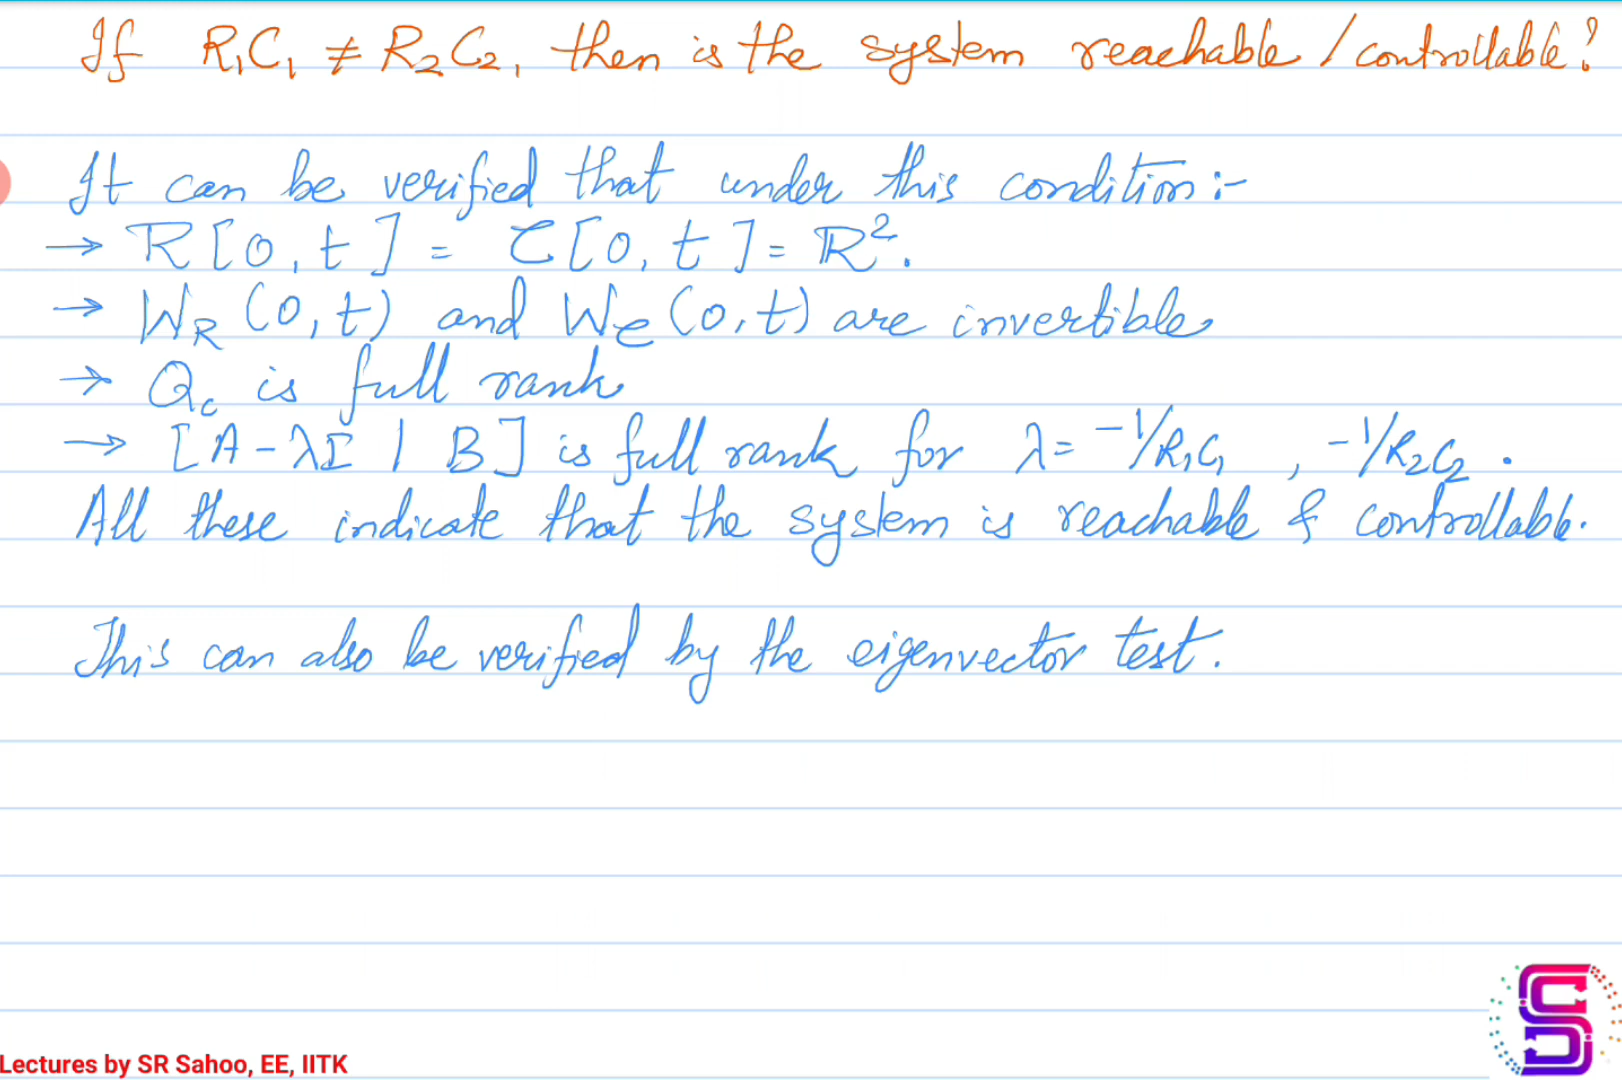 If R₁C₁ ≠ R₂C₂, then is the system reachable / controllable?
It can be verified that under this condition :-
→ R[0, t] = C[0, t] = ℝ².
→ W_R (0, t) and W_C (0, t) are invertible
→ Q_c is full rank
→ [A - λI | B] is full rank for λ = -1/R₁C₁ , -1/R₂C₂ .
All these indicate that the system is reachable & controllable.
This can also be verified by the eigenvector test.
Lectures by SR Sahoo, EE, IITK